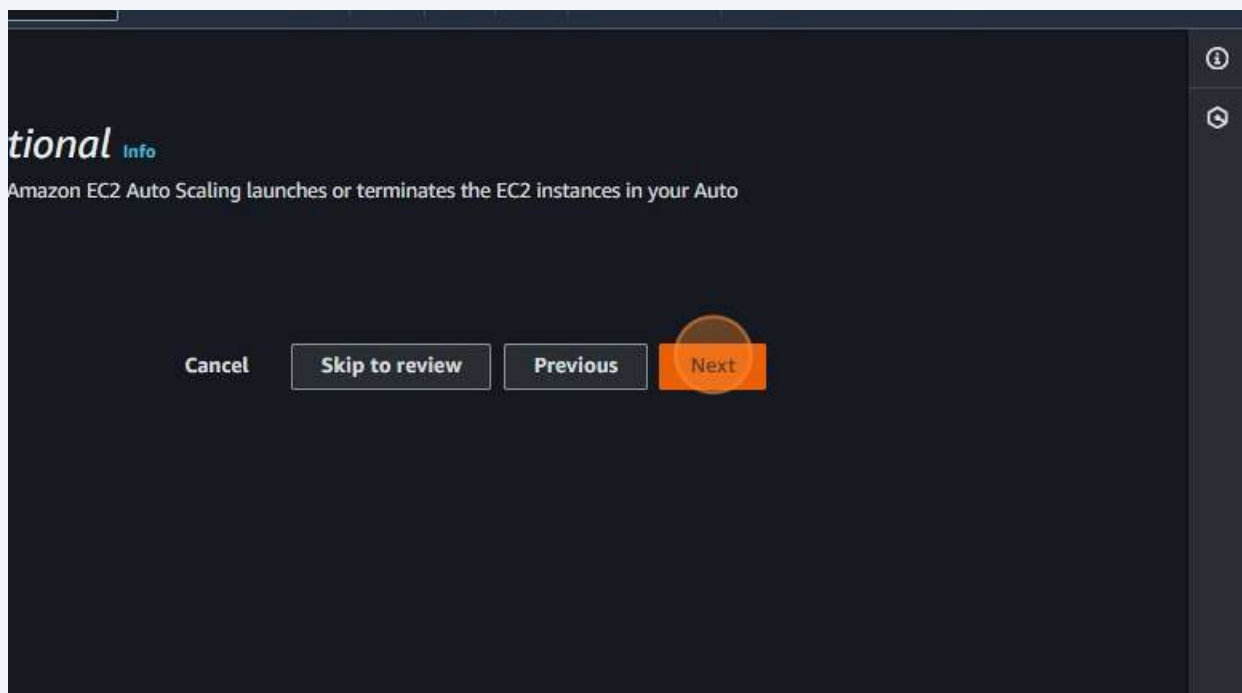 tional Info
Amazon EC2 Auto Scaling launches or terminates the EC2 instances in your Auto
Cancel Skip to review Previous Next